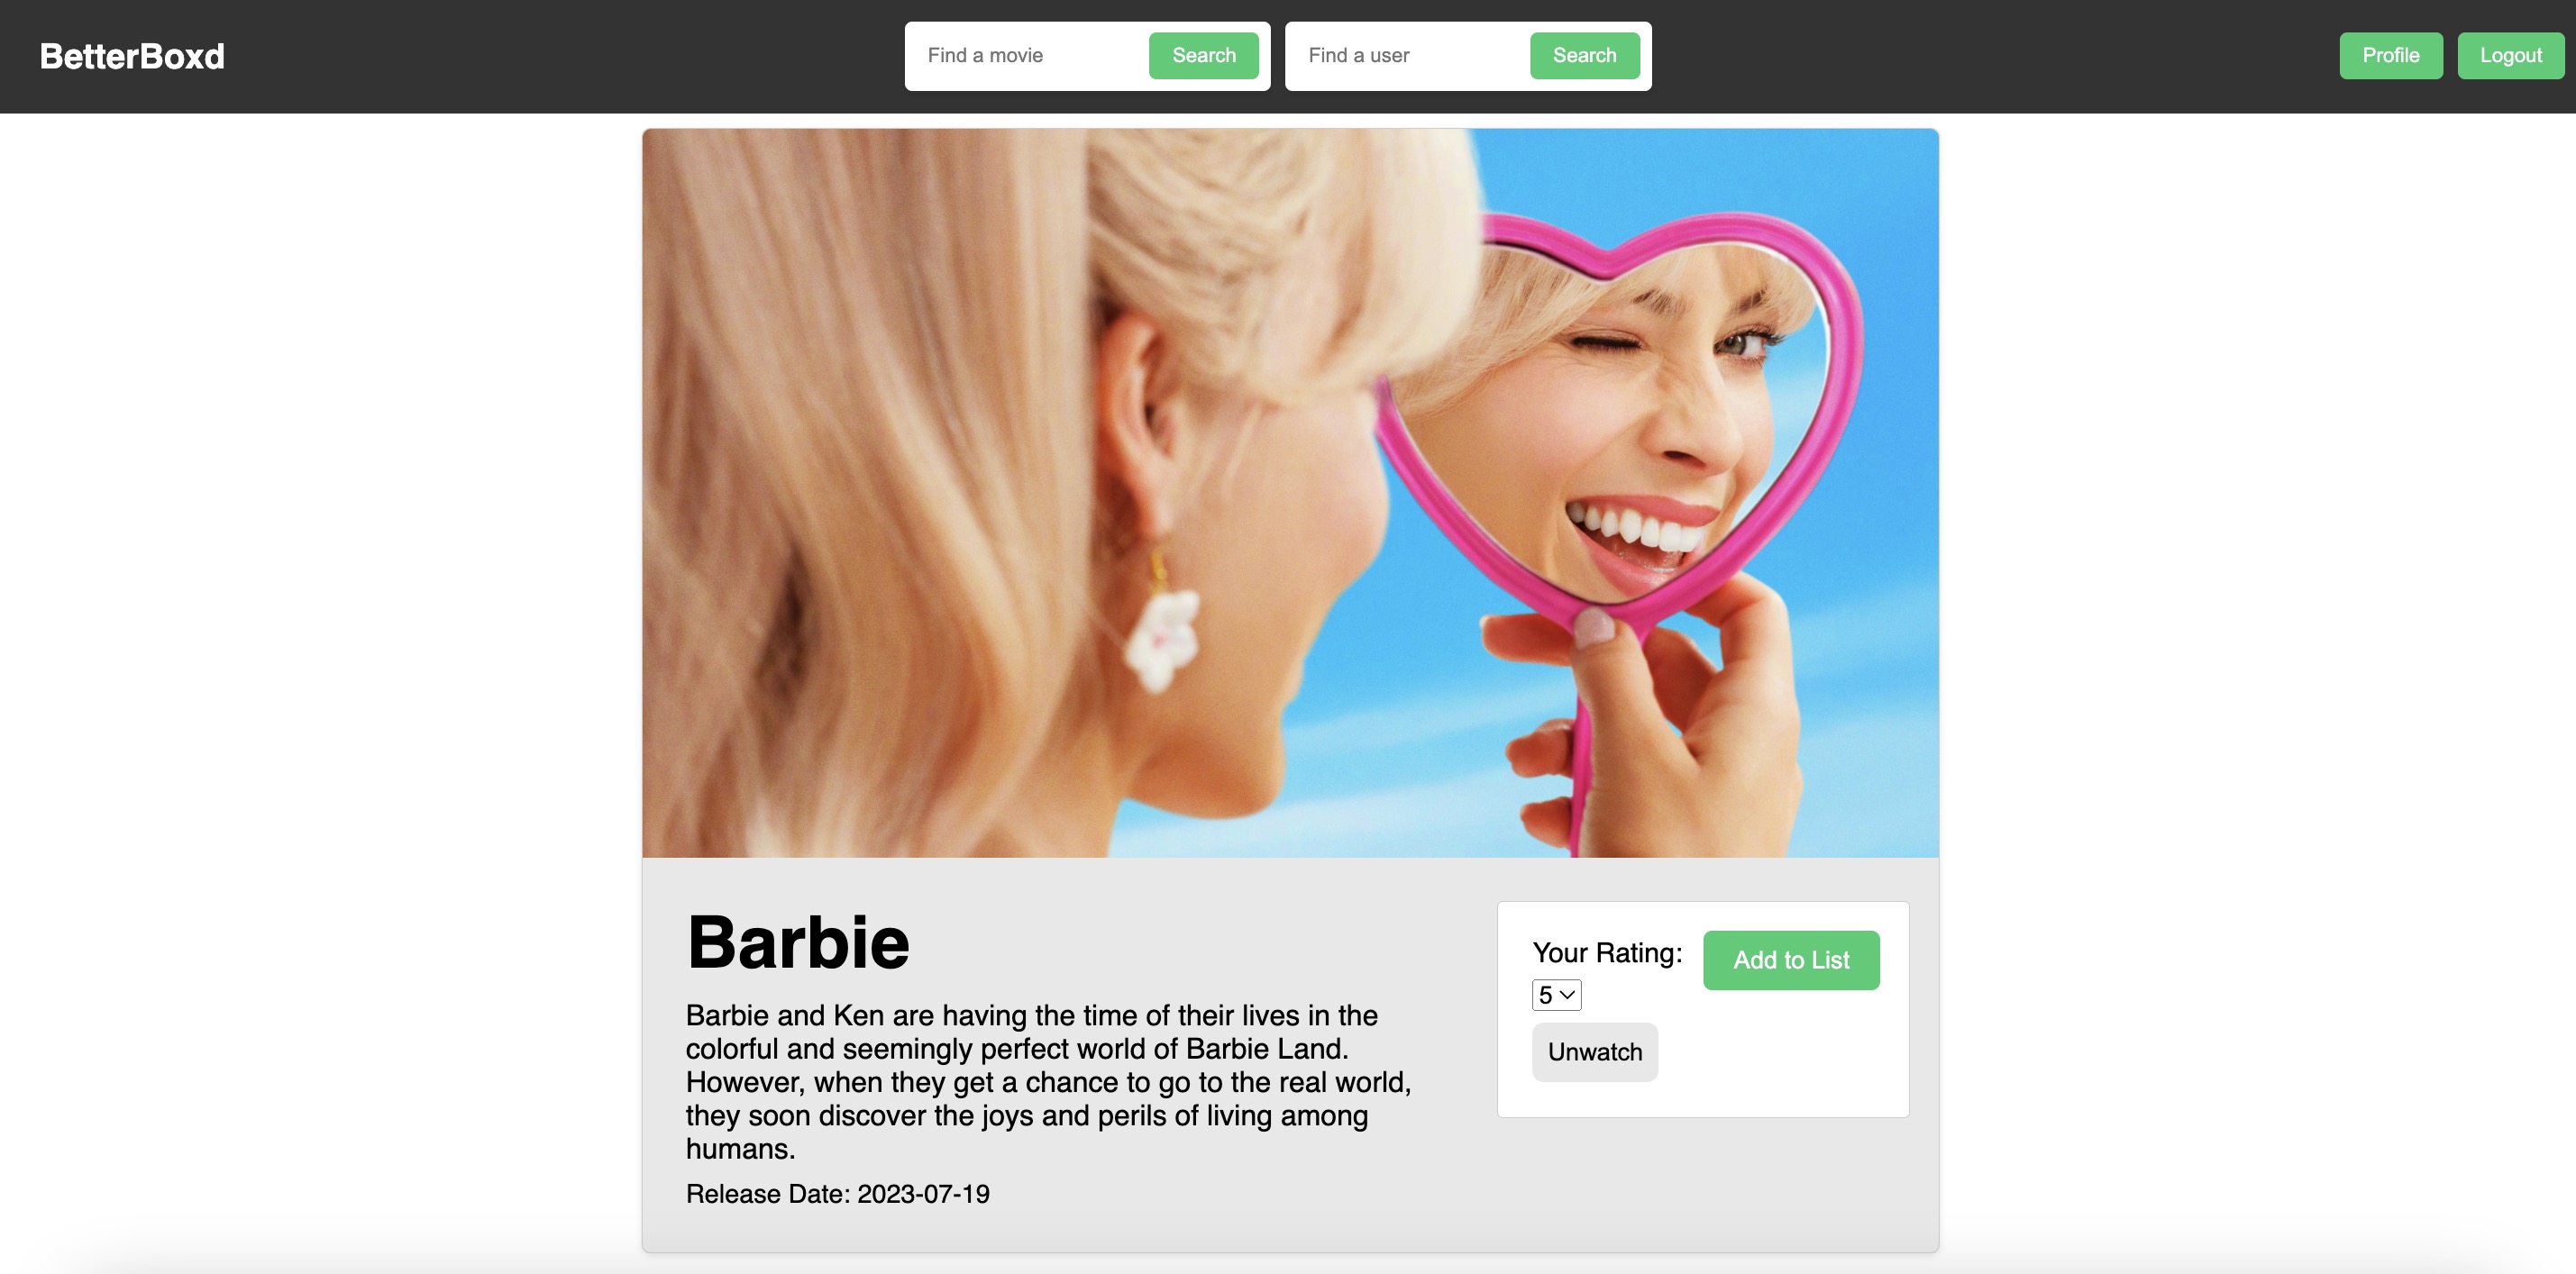 BetterBoxd
Find a movie
Search
Find a user
Search
Profile
Logout
Barbie
Barbie and Ken are having the time of their lives in the
colorful and seemingly perfect world of Barbie Land.
However, when they get a chance to go to the real world,
they soon discover the joys and perils of living among
humans.
Release Date: 2023-07-19
Your Rating:
5
Unwatch
Add to List